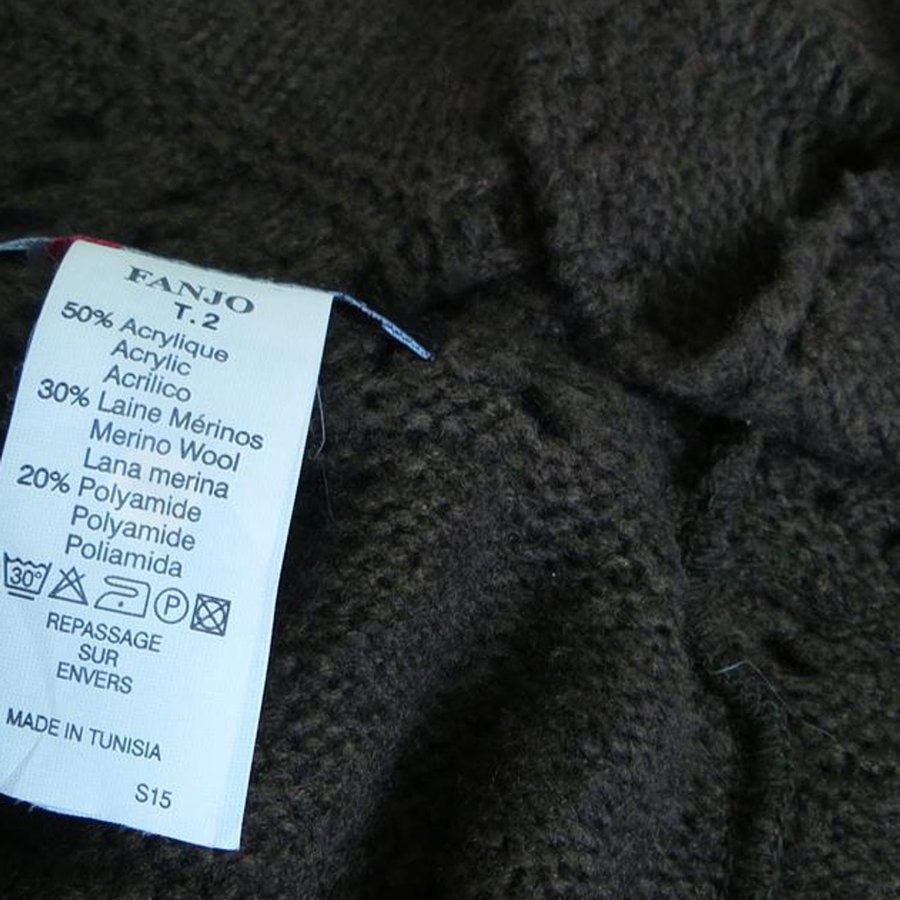 FANJO
T.2
50% Acrylique
Acrylic
Acrilico
30% Laine Mérinos
Merino Wool
Lana merina
20% Polyamide
Polyamide
Poliamida
30° P
REPASSAGE
SUR
ENVERS
MADE IN TUNISIA
S15